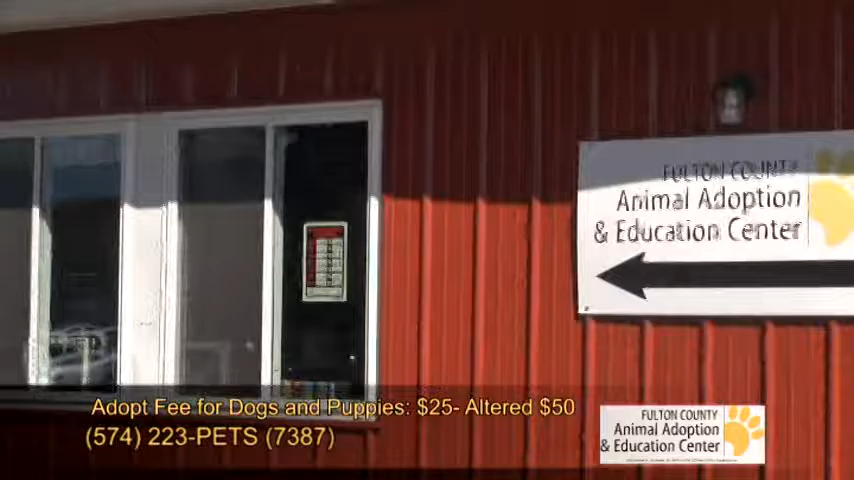 FULTON COUNTY
Animal Adoption
& Education Center
Adopt Fee for Dogs and Puppies: $25- Altered $50
(574) 223-PETS (7387)
FULTON COUNTY
Animal Adoption
& Education Center